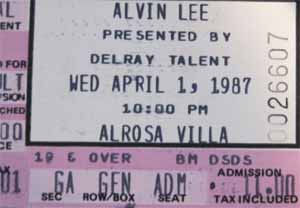 ALVIN LEE
PRESENTED BY
DELRAY TALENT
WED APRIL 1, 1987
10:00 PM
ALROSA VILLA
0026607
19 & OVER BM DSDS
01 GA GEN ADM ADMISSION 11.00
SEC ROW/BOX SEAT TAX INCLUDED